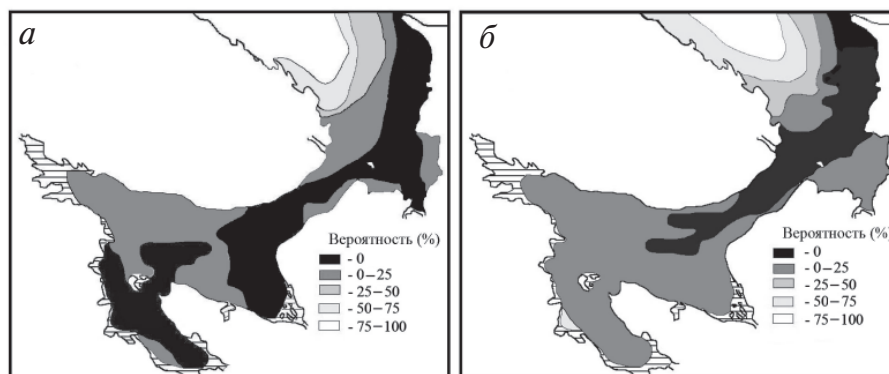 а
Вероятность (%)
- 0
- 0–25
- 25–50
- 50–75
- 75–100
б
Вероятность (%)
- 0
- 0–25
- 25–50
- 50–75
- 75–100